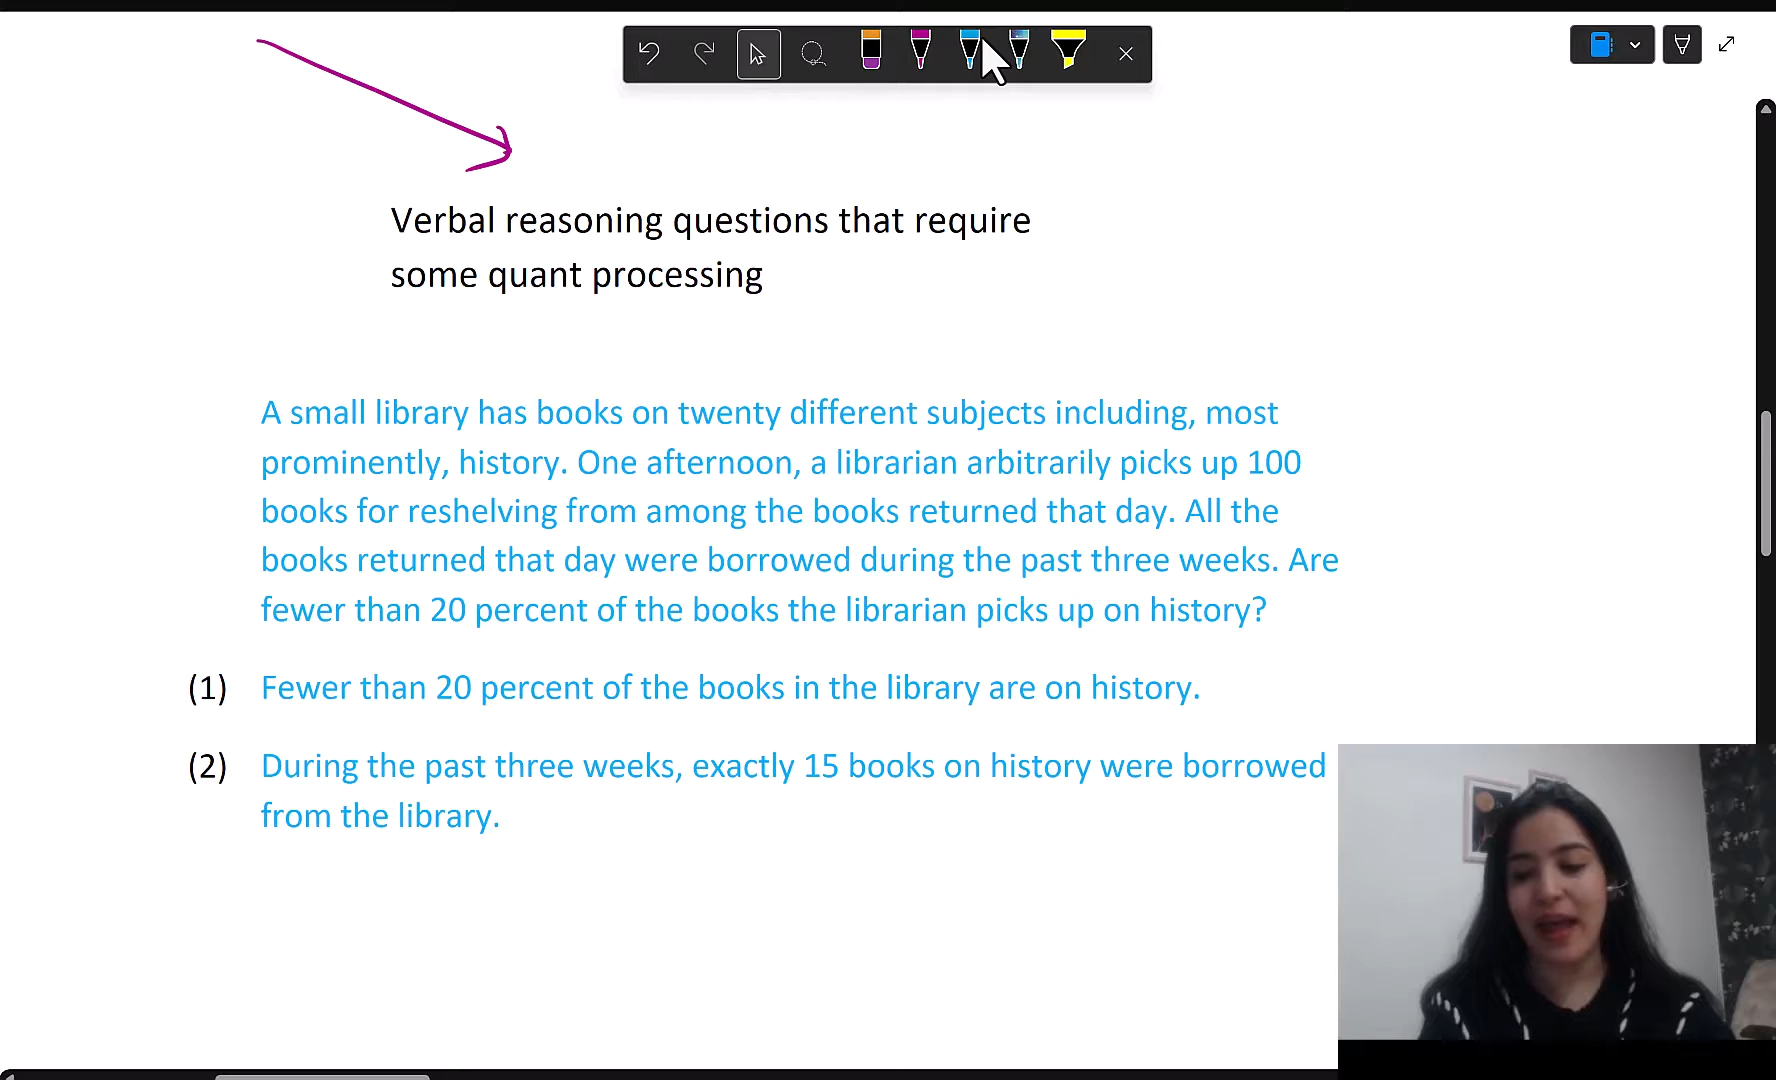 Verbal reasoning questions that require
some quant processing
A small library has books on twenty different subjects including, most
prominently, history. One afternoon, a librarian arbitrarily picks up 100
books for reshelving from among the books returned that day. All the
books returned that day were borrowed during the past three weeks. Are
fewer than 20 percent of the books the librarian picks up on history?
(1) Fewer than 20 percent of the books in the library are on history.
(2) During the past three weeks, exactly 15 books on history were borrowed
from the library.